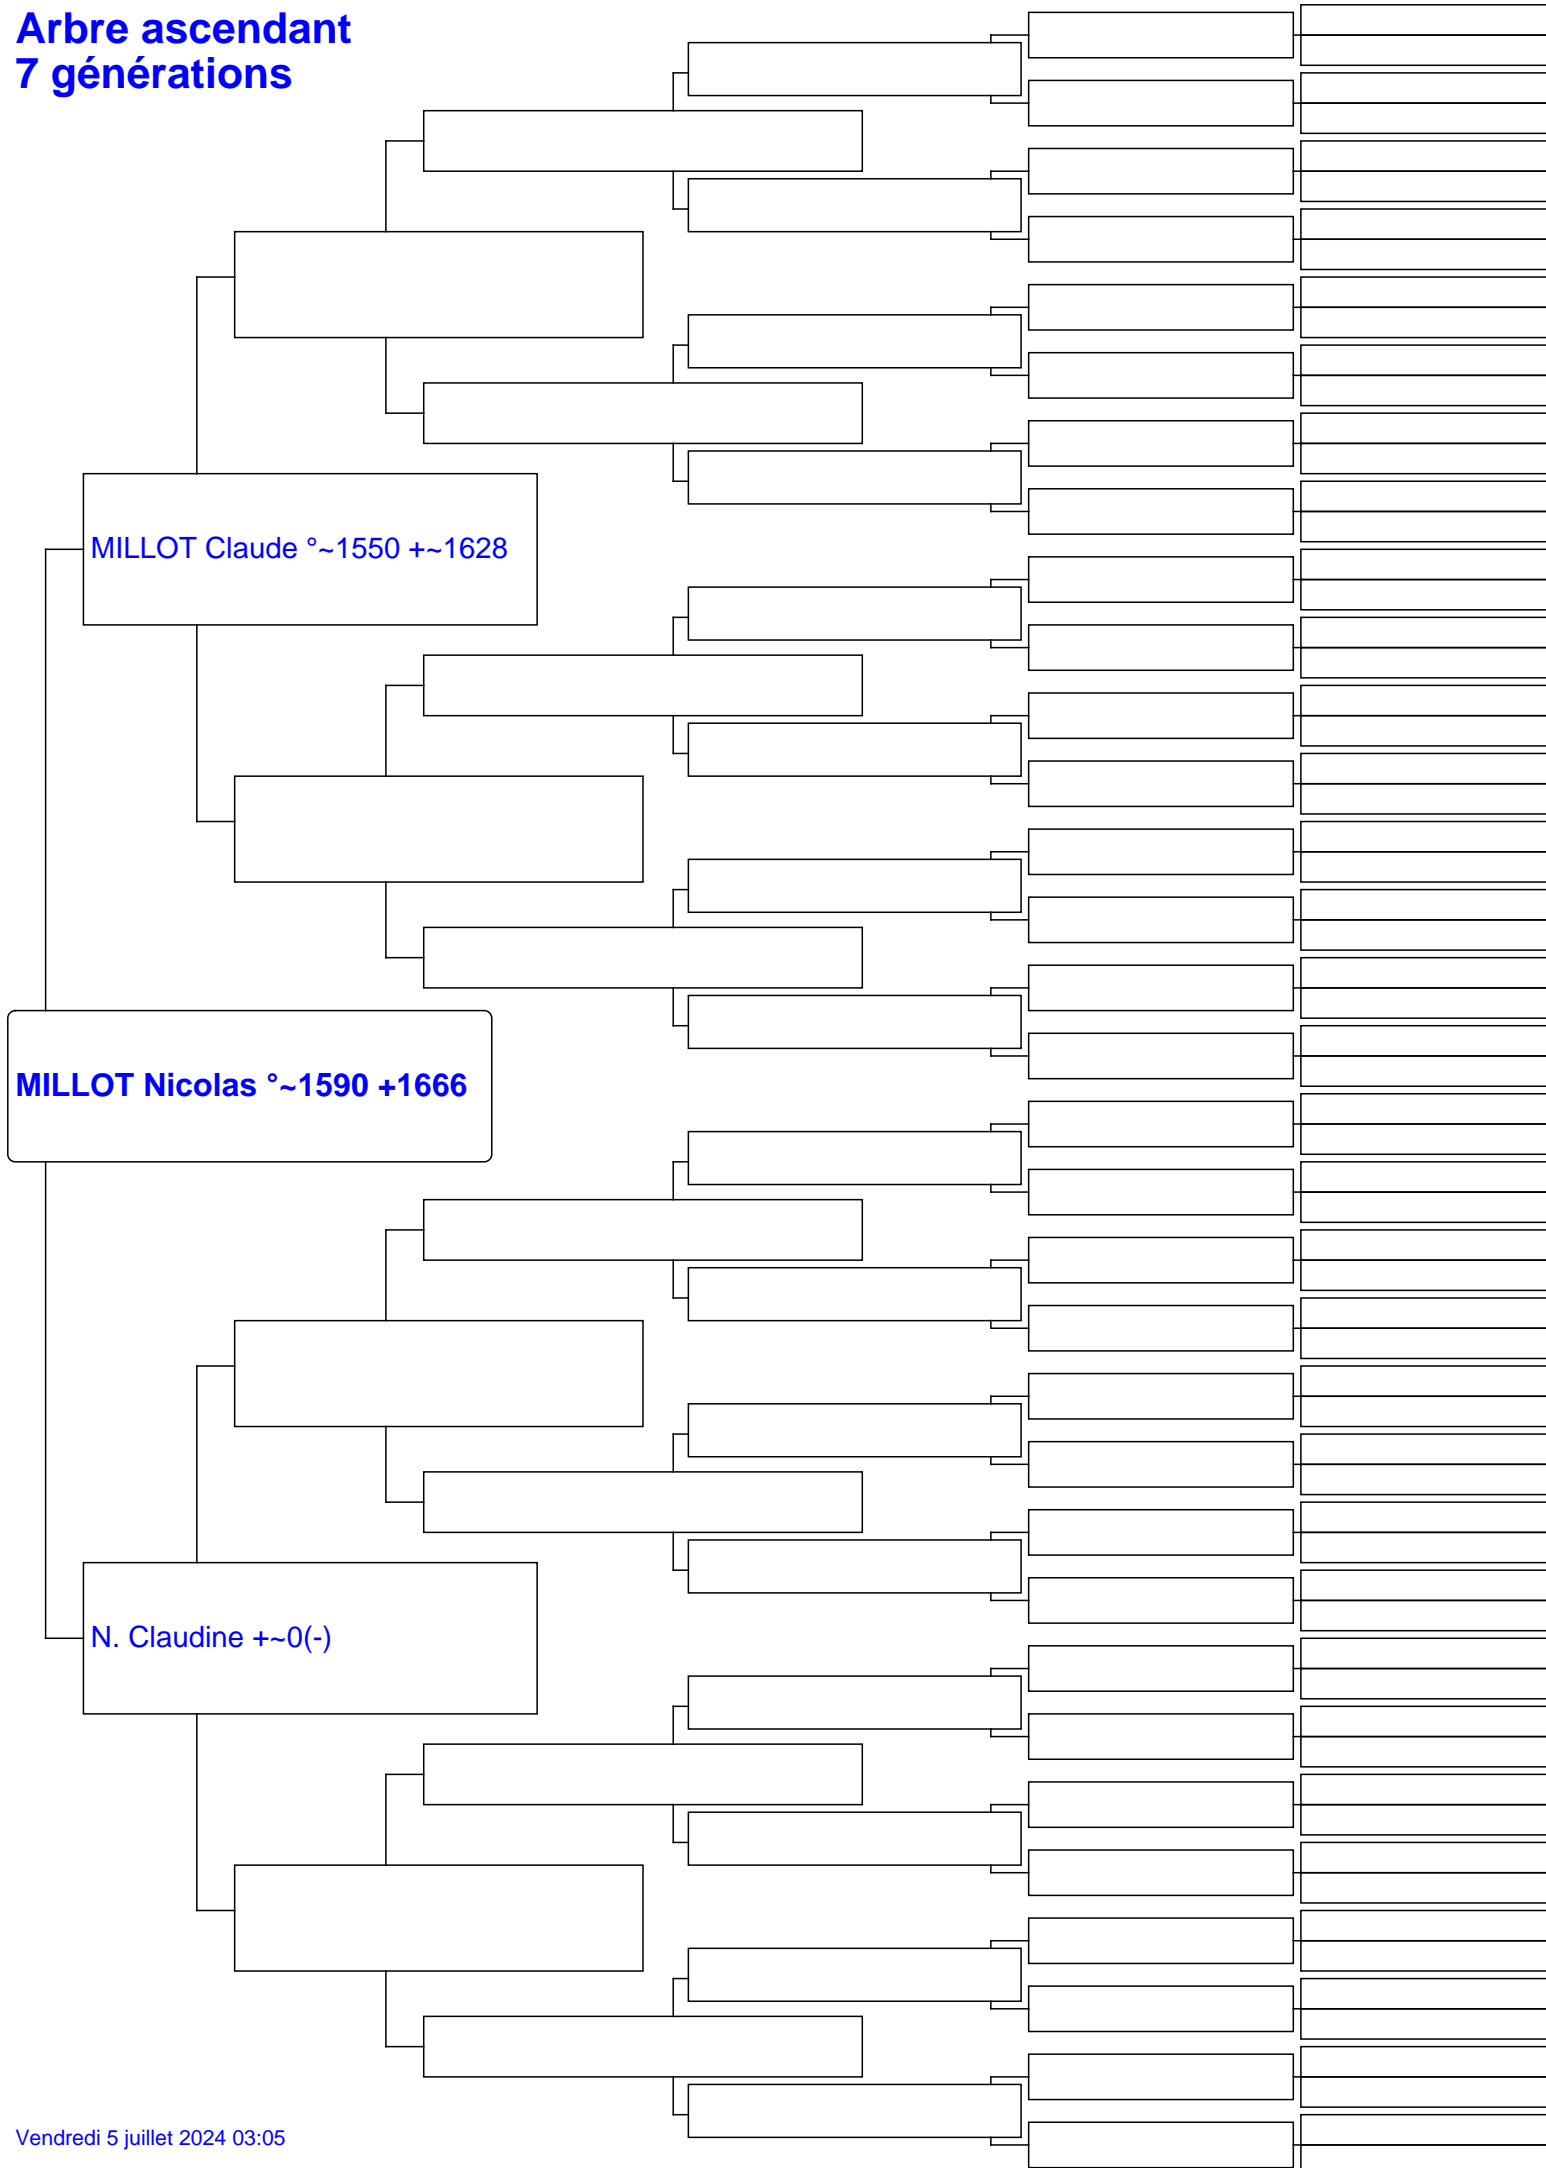 Arbre ascendant
7 générations
MILLOT Claude °~1550 +~1628
MILLOT Nicolas °~1590 +1666
N. Claudine +~0(-)
Vendredi 5 juillet 2024 03:05